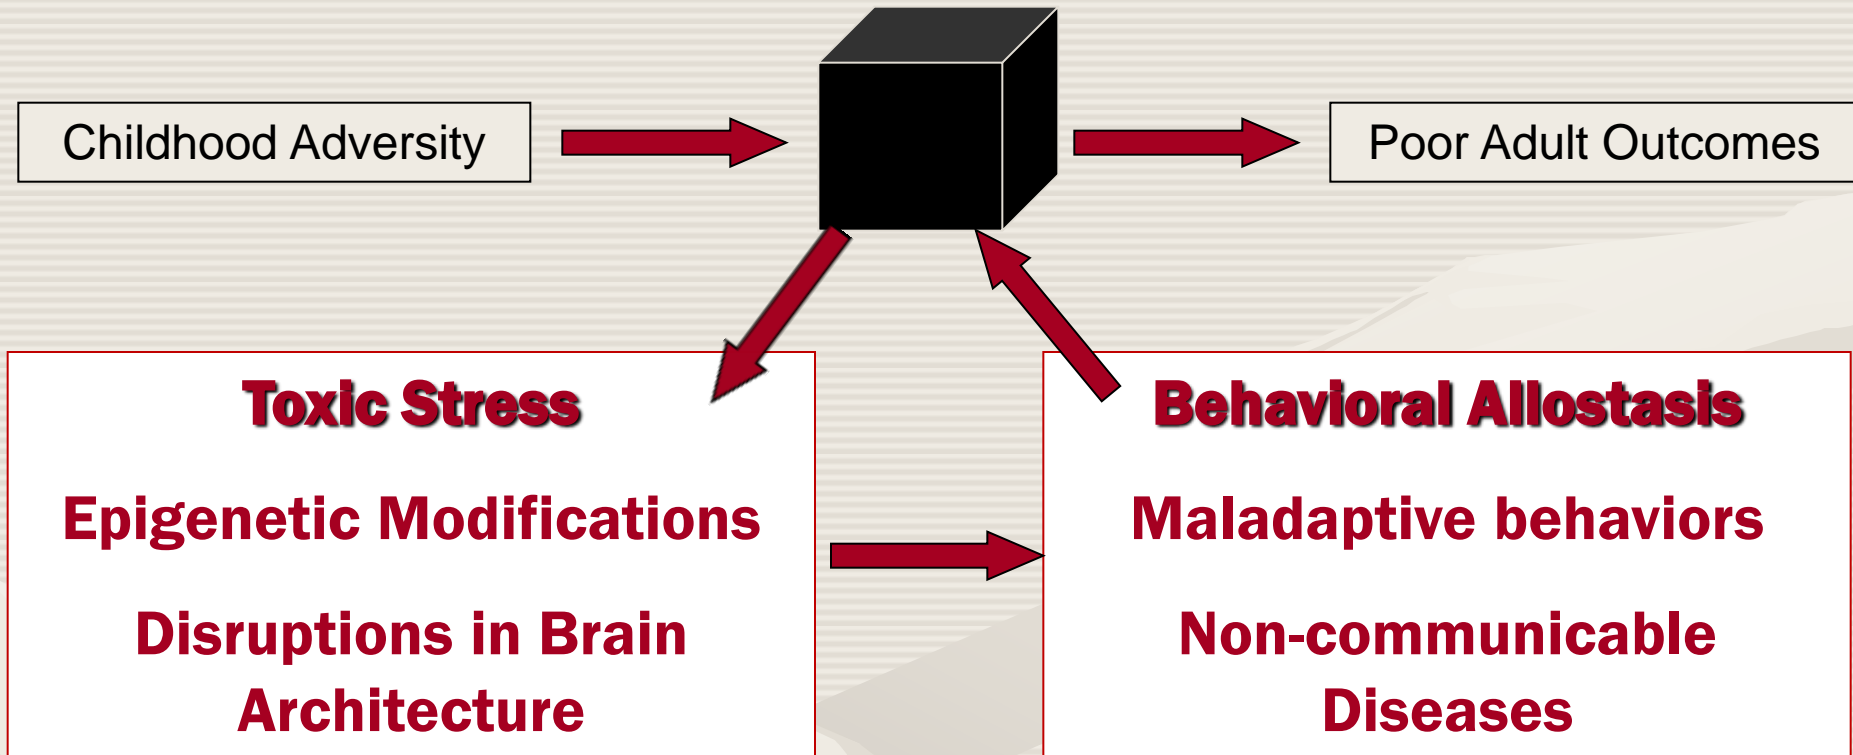 Childhood Adversity
Poor Adult Outcomes
Toxic Stress
Epigenetic Modifications
Disruptions in Brain
Architecture
Behavioral Allostasis
Maladaptive behaviors
Non-communicable
Diseases